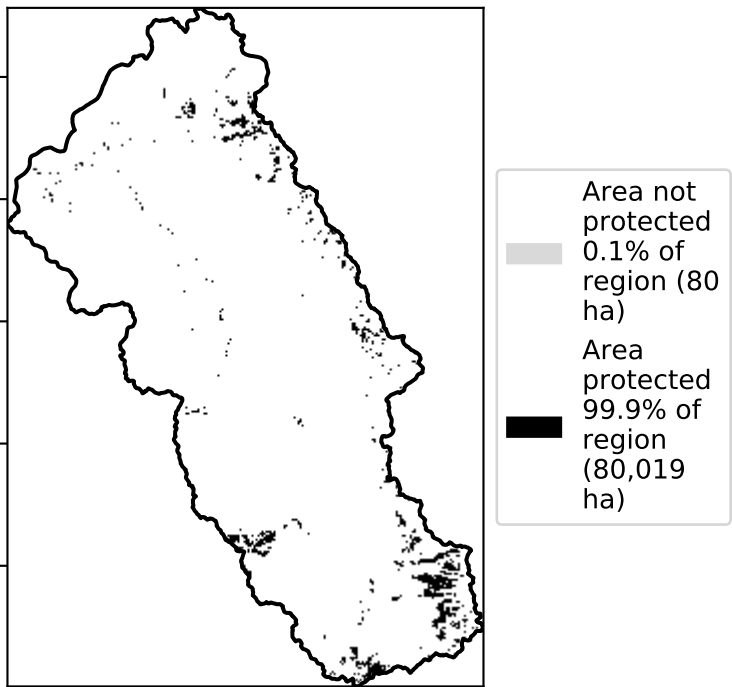 Area not
protected
0.1% of
region (80
ha)
Area
protected
99.9% of
region
(80,019
ha)